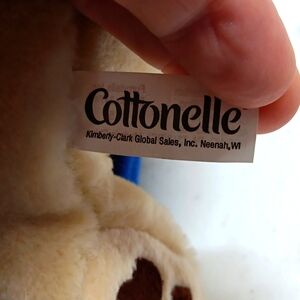 Cottonelle
Kimberly-Clark Global Sales, Inc. Neenah, WI